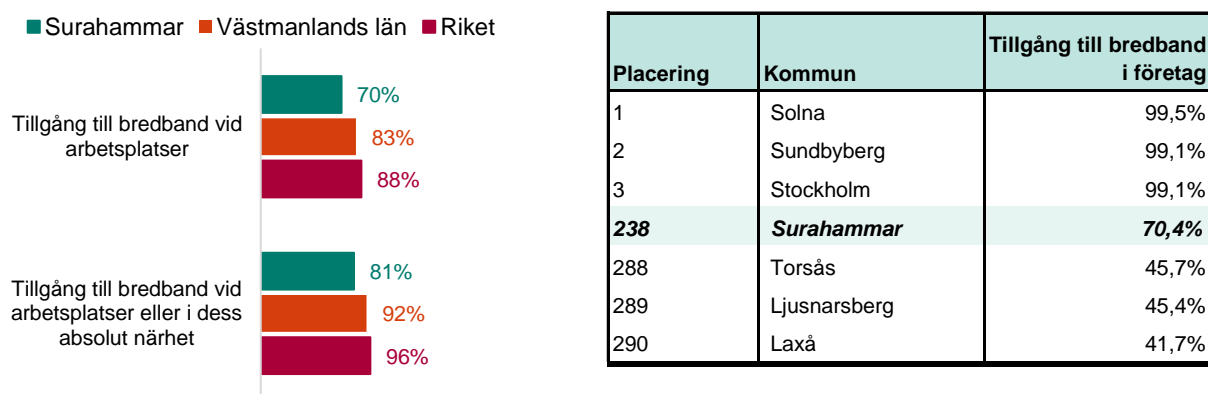 Surahammar Västmanlands län Riket
Tillgång till bredband vid
arbetsplatser
70%
83%
88%
Tillgång till bredband vid
arbetsplatser eller i dess
absolut närhet
81%
92%
96%
Placering Kommun Tillgång till bredband
i företag
1 Solna 99,5%
2 Sundbyberg 99,1%
3 Stockholm 99,1%
238 Surahammar 70,4%
288 Torsås 45,7%
289 Ljusnarsberg 45,4%
290 Laxå 41,7%